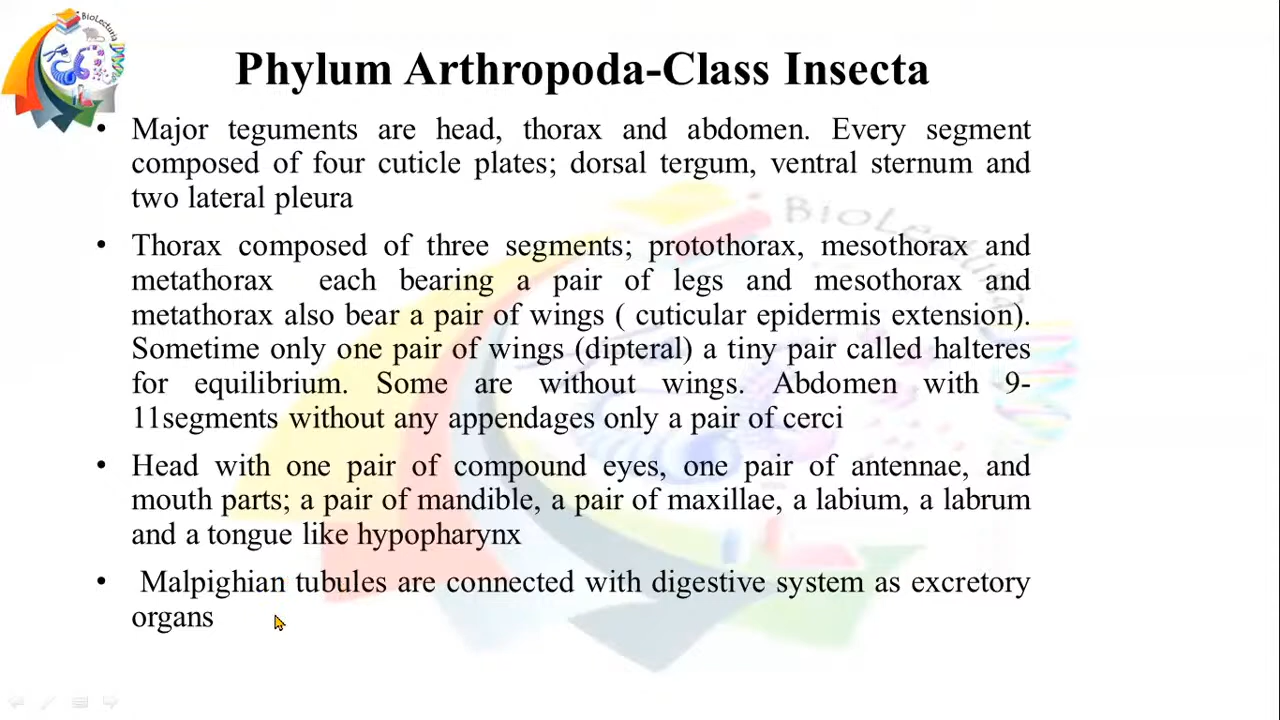 BioLecturia
Phylum Arthropoda-Class Insecta
• Major teguments are head, thorax and abdomen. Every segment
composed of four cuticle plates; dorsal tergum, ventral sternum and
two lateral pleura
• Thorax composed of three segments; protothorax, mesothorax and
metathorax each bearing a pair of legs and mesothorax and
metathorax also bear a pair of wings ( cuticular epidermis extension).
Sometime only one pair of wings (dipteral) a tiny pair called halteres
for equilibrium. Some are without wings. Abdomen with 9-
11segments without any appendages only a pair of cerci
• Head with one pair of compound eyes, one pair of antennae, and
mouth parts; a pair of mandible, a pair of maxillae, a labium, a labrum
and a tongue like hypopharynx
• Malpighian tubules are connected with digestive system as excretory
organs
BioLecturia